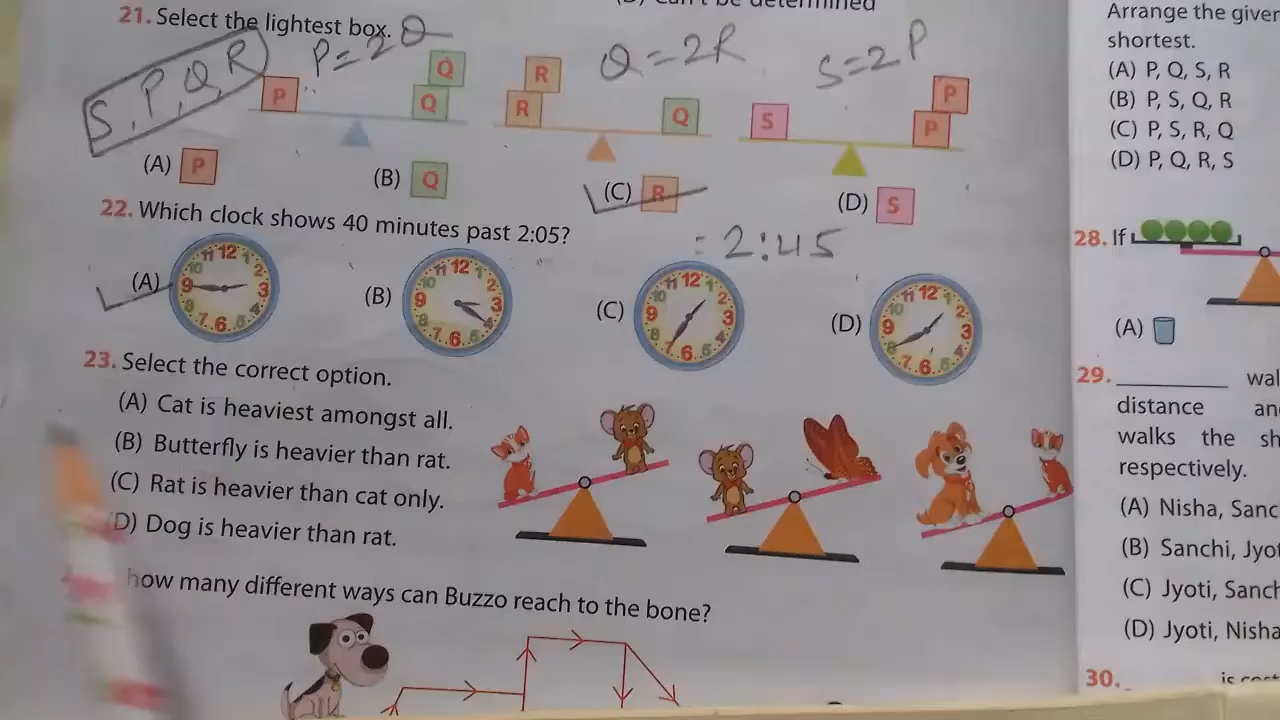 21. Select the lightest box.
P=2Q
Q=2R
S=2P
S, P, Q, R
P
Q
Q
R
R
Q
S
P
P
(A) P
(B) Q
(C) R
(D) S
22. Which clock shows 40 minutes past 2:05?
= 2:45
(A)
(B)
(C)
(D)
23. Select the correct option.
(A) Cat is heaviest amongst all.
(B) Butterfly is heavier than rat.
(C) Rat is heavier than cat only.
(D) Dog is heavier than rat.
how many different ways can Buzzo reach to the bone?
Arrange the given
shortest.
(A) P, Q, S, R
(B) P, S, Q, R
(C) P, S, R, Q
(D) P, Q, R, S
28. If
(A)
29. ________ wal
distance an
walks the sh
respectively.
(A) Nisha, Sanc
(B) Sanchi, Jyo
(C) Jyoti, Sanch
(D) Jyoti, Nisha
30.